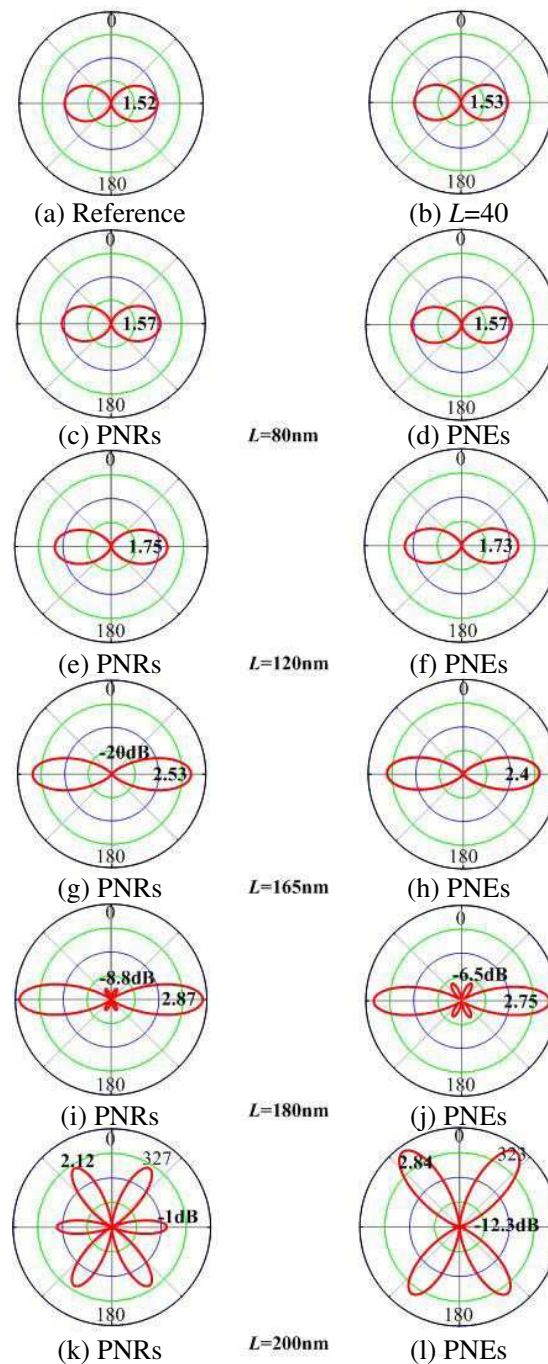 0 0
1.52 1.53
180 180
(a) Reference (b) L=40
0 0
1.57 1.57
180 180
(c) PNRs L=80nm (d) PNEs
0 0
1.75 1.73
180 180
(e) PNRs L=120nm (f) PNEs
0 0
-20dB
2.53 2.4
180 180
(g) PNRs L=165nm (h) PNEs
0 0
-8.8dB -6.5dB
2.87 2.75
180 180
(i) PNRs L=180nm (j) PNEs
0 0
2.12 327 2.84 323
-1dB -12.3dB
180 180
(k) PNRs L=200nm (l) PNEs